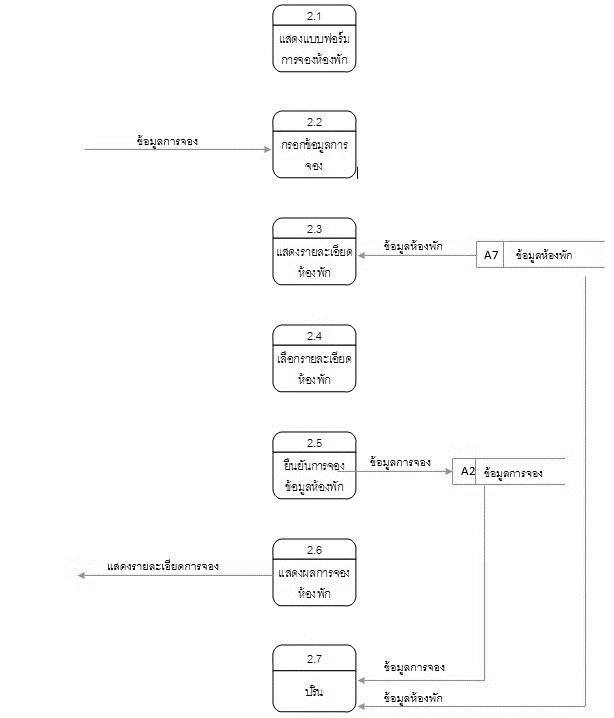 2.1
แสดงแบบฟอร์ม
การจองห้องพัก
2.2
ข้อมูลการจอง
กรอกข้อมูลการ
จอง
2.3
แสดงรายละเอียด
ห้องพัก
ข้อมูลห้องพัก
A7 ข้อมูลห้องพัก
2.4
เลือกรายละเอียด
ห้องพัก
2.5
ยืนยันการจอง
ข้อมูลห้องพัก
ข้อมูลการจอง
A2 ข้อมูลการจอง
2.6
แสดงรายละเอียดการจอง
แสดงผลการจอง
ห้องพัก
2.7
ปริน
ข้อมูลการจอง
ข้อมูลห้องพัก